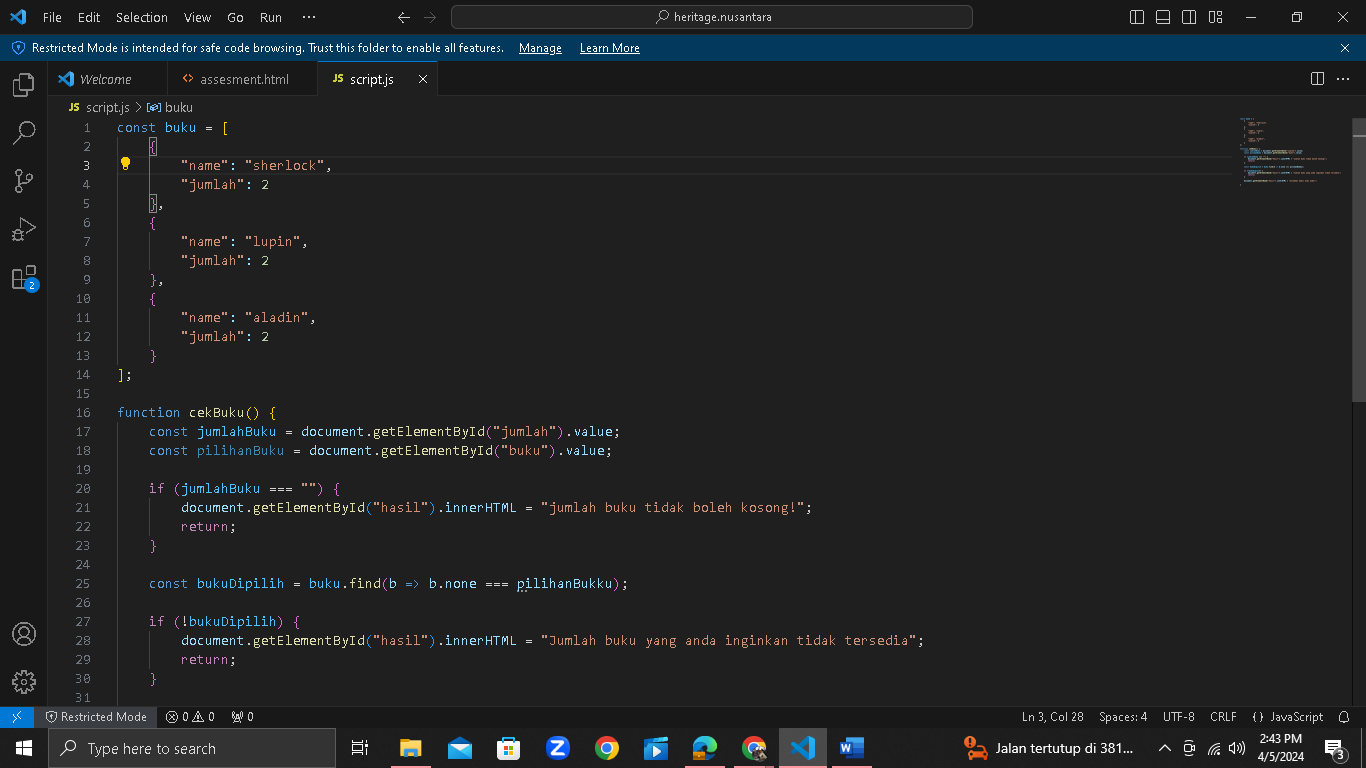 File Edit Selection View Go Run ··· heritage.nusantara
Restricted Mode is intended for safe code browsing. Trust this folder to enable all features. Manage Learn More
Welcome assesment.html JS script.js
JS script.js > buku
1 const buku = [
2 {
3 "name": "sherlock",
4 "jumlah": 2
5 },
6 {
7 "name": "lupin",
8 "jumlah": 2
9 },
10 {
11 "name": "aladin",
12 "jumlah": 2
13 }
14 ];
15
16 function cekBuku() {
17 const jumlahBuku = document.getElementById("jumlah").value;
18 const pilihanBuku = document.getElementById("buku").value;
19
20 if (jumlahBuku === "") {
21 document.getElementById("hasil").innerHTML = "jumlah buku tidak boleh kosong!";
22 return;
23 }
24
25 const bukuDipilih = buku.find(b => b.none === pilihanBukku);
26
27 if (!bukuDipilih) {
28 document.getElementById("hasil").innerHTML = "Jumlah buku yang anda inginkan tidak tersedia";
29 return;
30 }
31
2
Restricted Mode 0 0 0 Ln 3, Col 28 Spaces: 4 UTF-8 CRLF {} JavaScript
Type here to search Jalan tertutup di 381... 2:43 PM
4/5/2024 3